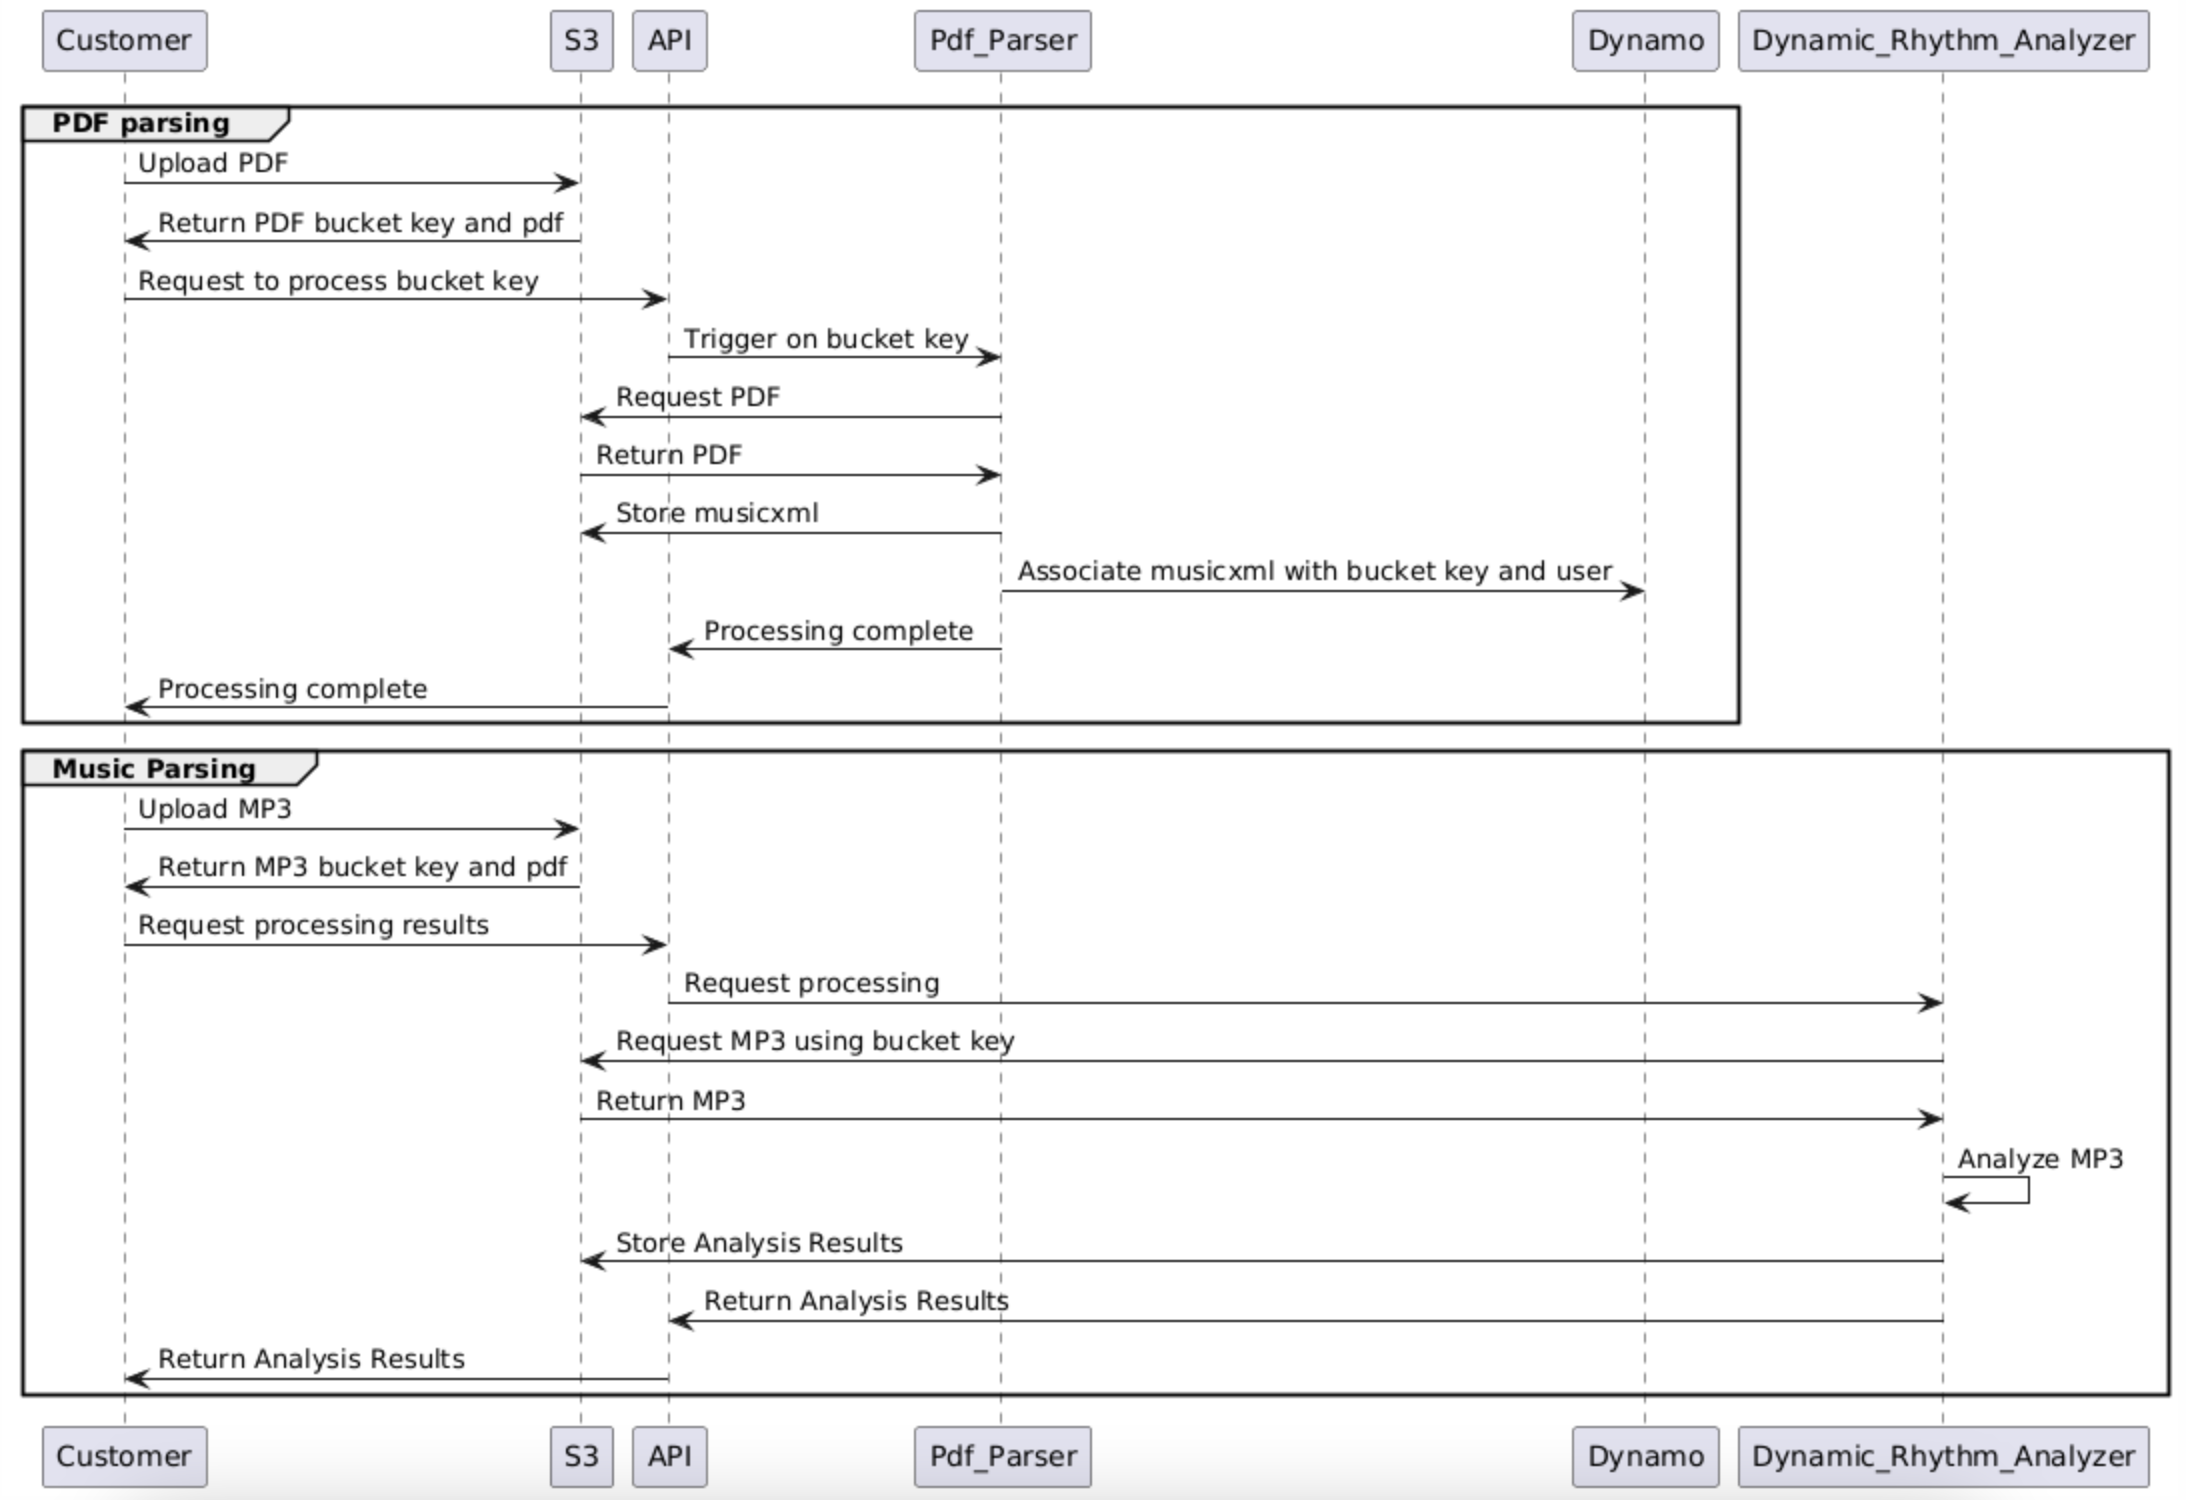 Customer
S3
API
Pdf_Parser
Dynamo
Dynamic_Rhythm_Analyzer
PDF parsing
Upload PDF
Return PDF bucket key and pdf
Request to process bucket key
Trigger on bucket key
Request PDF
Return PDF
Store musicxml
Associate musicxml with bucket key and user
Processing complete
Processing complete
Music Parsing
Upload MP3
Return MP3 bucket key and pdf
Request processing results
Request processing
Request MP3 using bucket key
Return MP3
Analyze MP3
Store Analysis Results
Return Analysis Results
Return Analysis Results
Customer
S3
API
Pdf_Parser
Dynamo
Dynamic_Rhythm_Analyzer